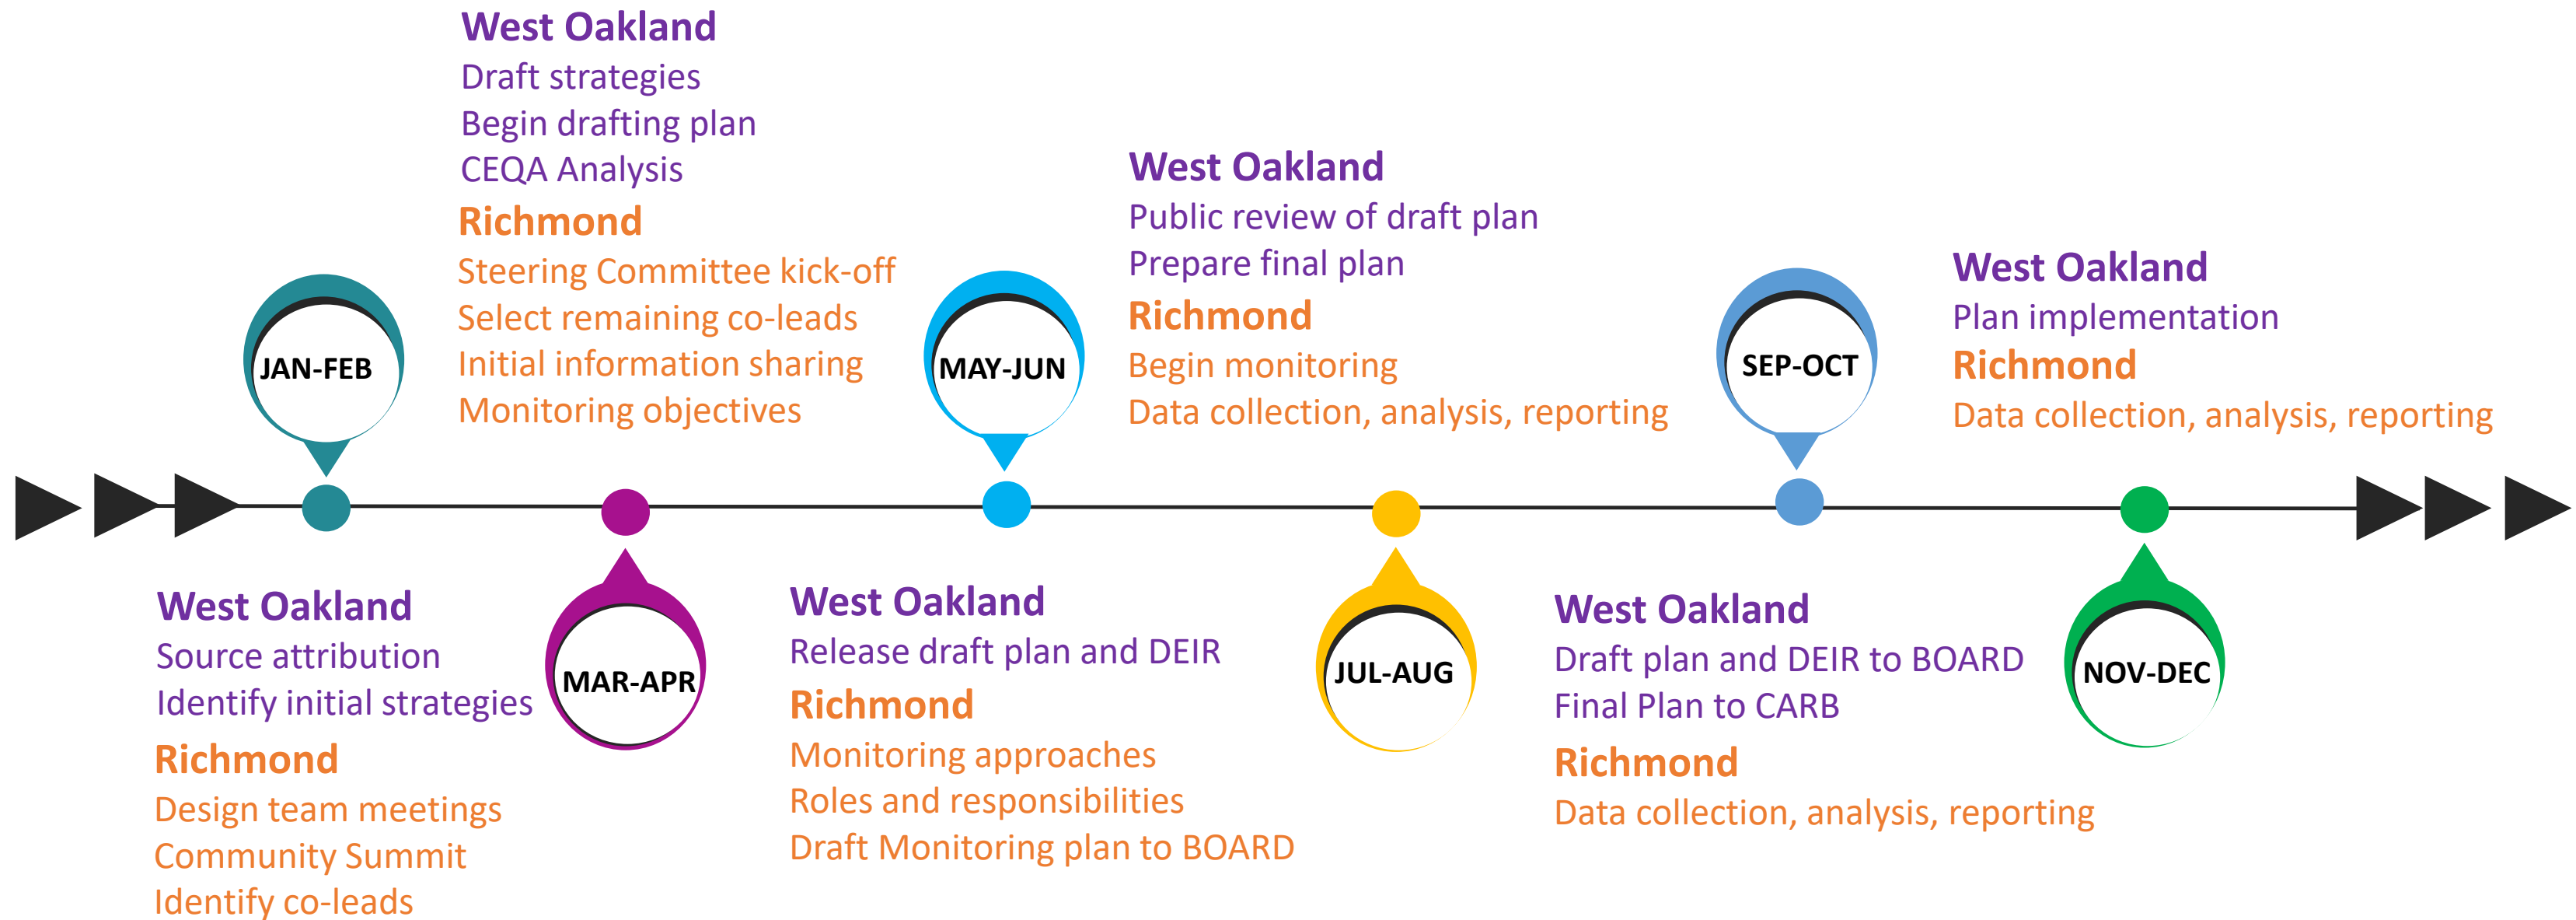 JAN-FEB
West Oakland
Source attribution
Identify initial strategies
Richmond
Design team meetings
Community Summit
Identify co-leads
MAR-APR
West Oakland
Draft strategies
Begin drafting plan
CEQA Analysis
Richmond
Steering Committee kick-off
Select remaining co-leads
Initial information sharing
Monitoring objectives
MAY-JUN
West Oakland
Release draft plan and DEIR
Richmond
Monitoring approaches
Roles and responsibilities
Draft Monitoring plan to BOARD
JUL-AUG
West Oakland
Public review of draft plan
Prepare final plan
Richmond
Begin monitoring
Data collection, analysis, reporting
SEP-OCT
West Oakland
Draft plan and DEIR to BOARD
Final Plan to CARB
Richmond
Data collection, analysis, reporting
NOV-DEC
West Oakland
Plan implementation
Richmond
Data collection, analysis, reporting